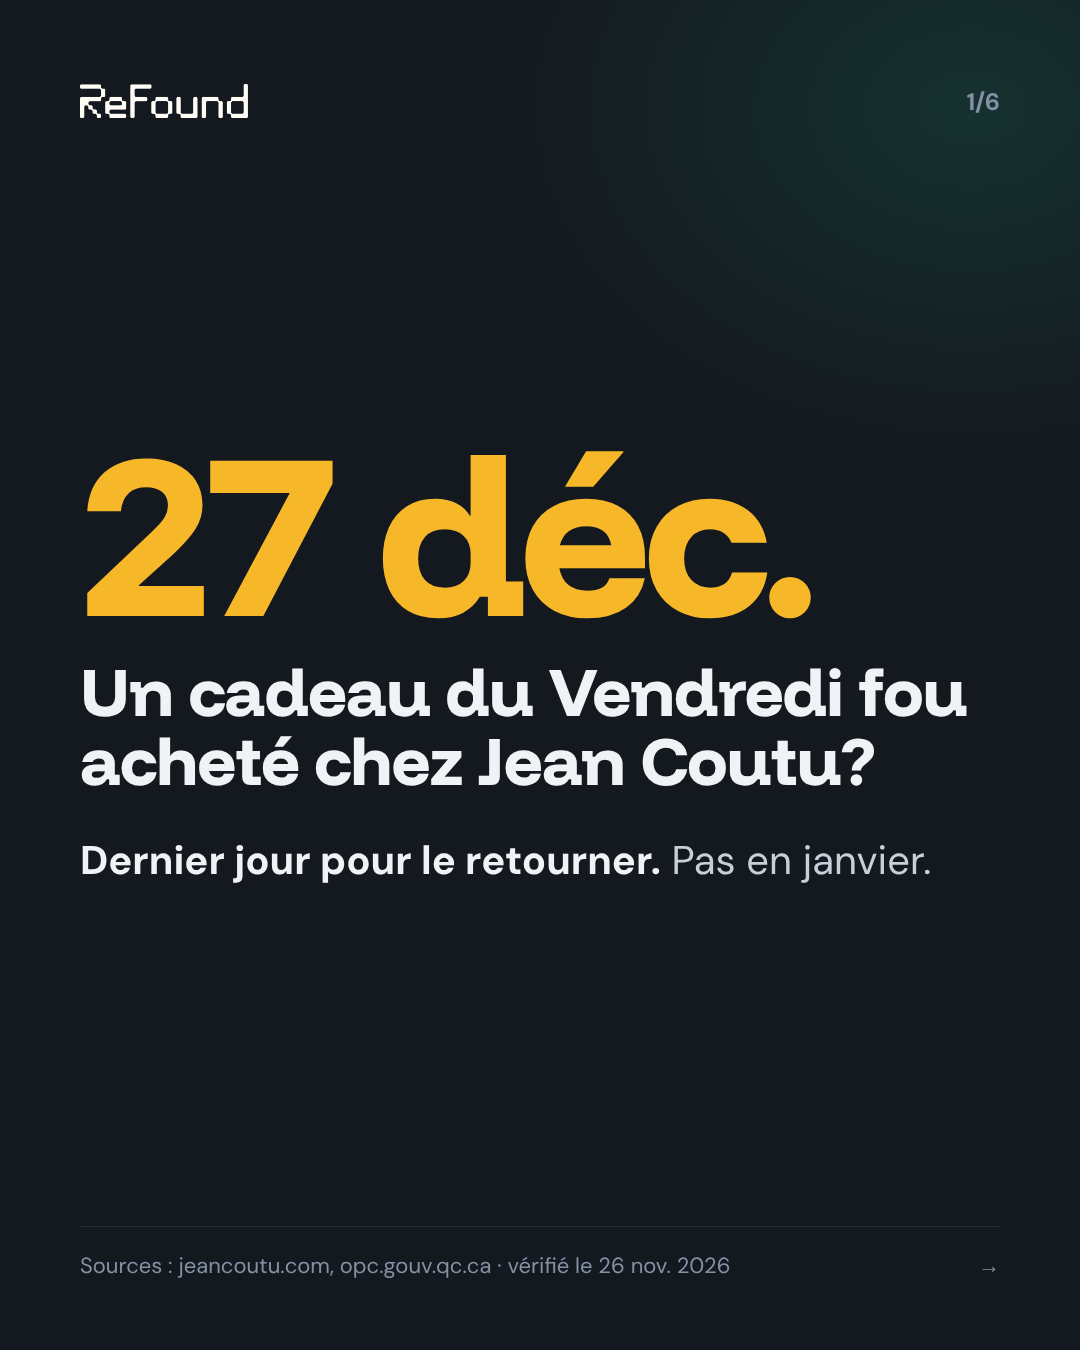 ReFound
1/6
27 déc.
Un cadeau du Vendredi fou
acheté chez Jean Coutu?
Dernier jour pour le retourner. Pas en janvier.
Sources : jeancoutu.com, opc.gouv.qc.ca · vérifié le 26 nov. 2026 →